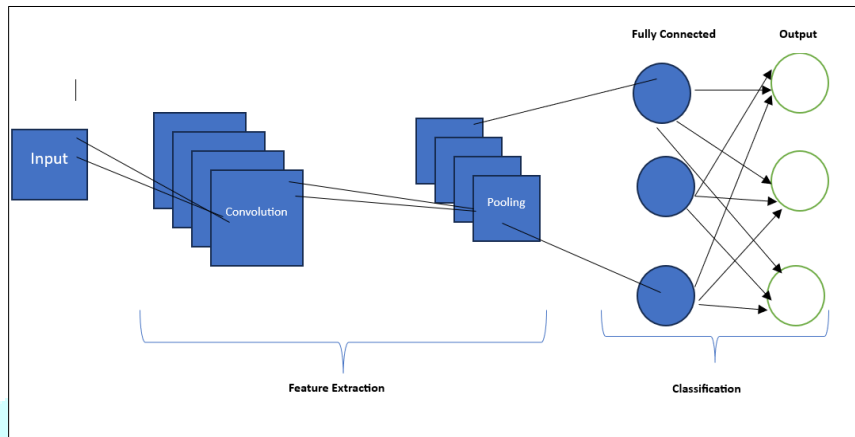 Fully Connected
Output
Input
Convolution
Pooling
Feature Extraction
Classification